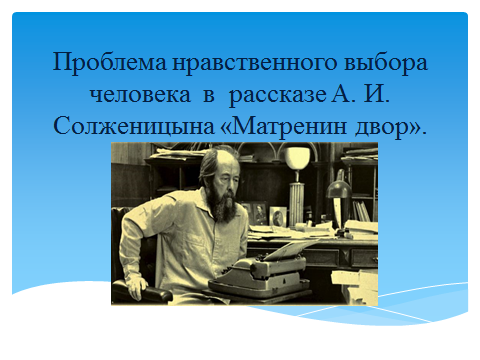 Проблема нравственного выбора
человека в рассказе А. И.
Солженицына «Матренин двор».